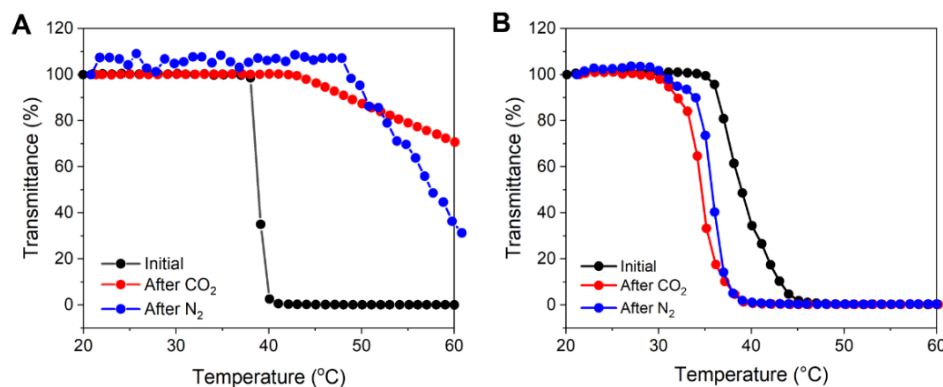 A
120
100
80
60
40
20
0
Transmittance (%)
Initial
After CO₂
After N₂
20 30 40 50 60
Temperature (°C)
B
120
100
80
60
40
20
0
Transmittance (%)
Initial
After CO₂
After N₂
20 30 40 50 60
Temperature (°C)